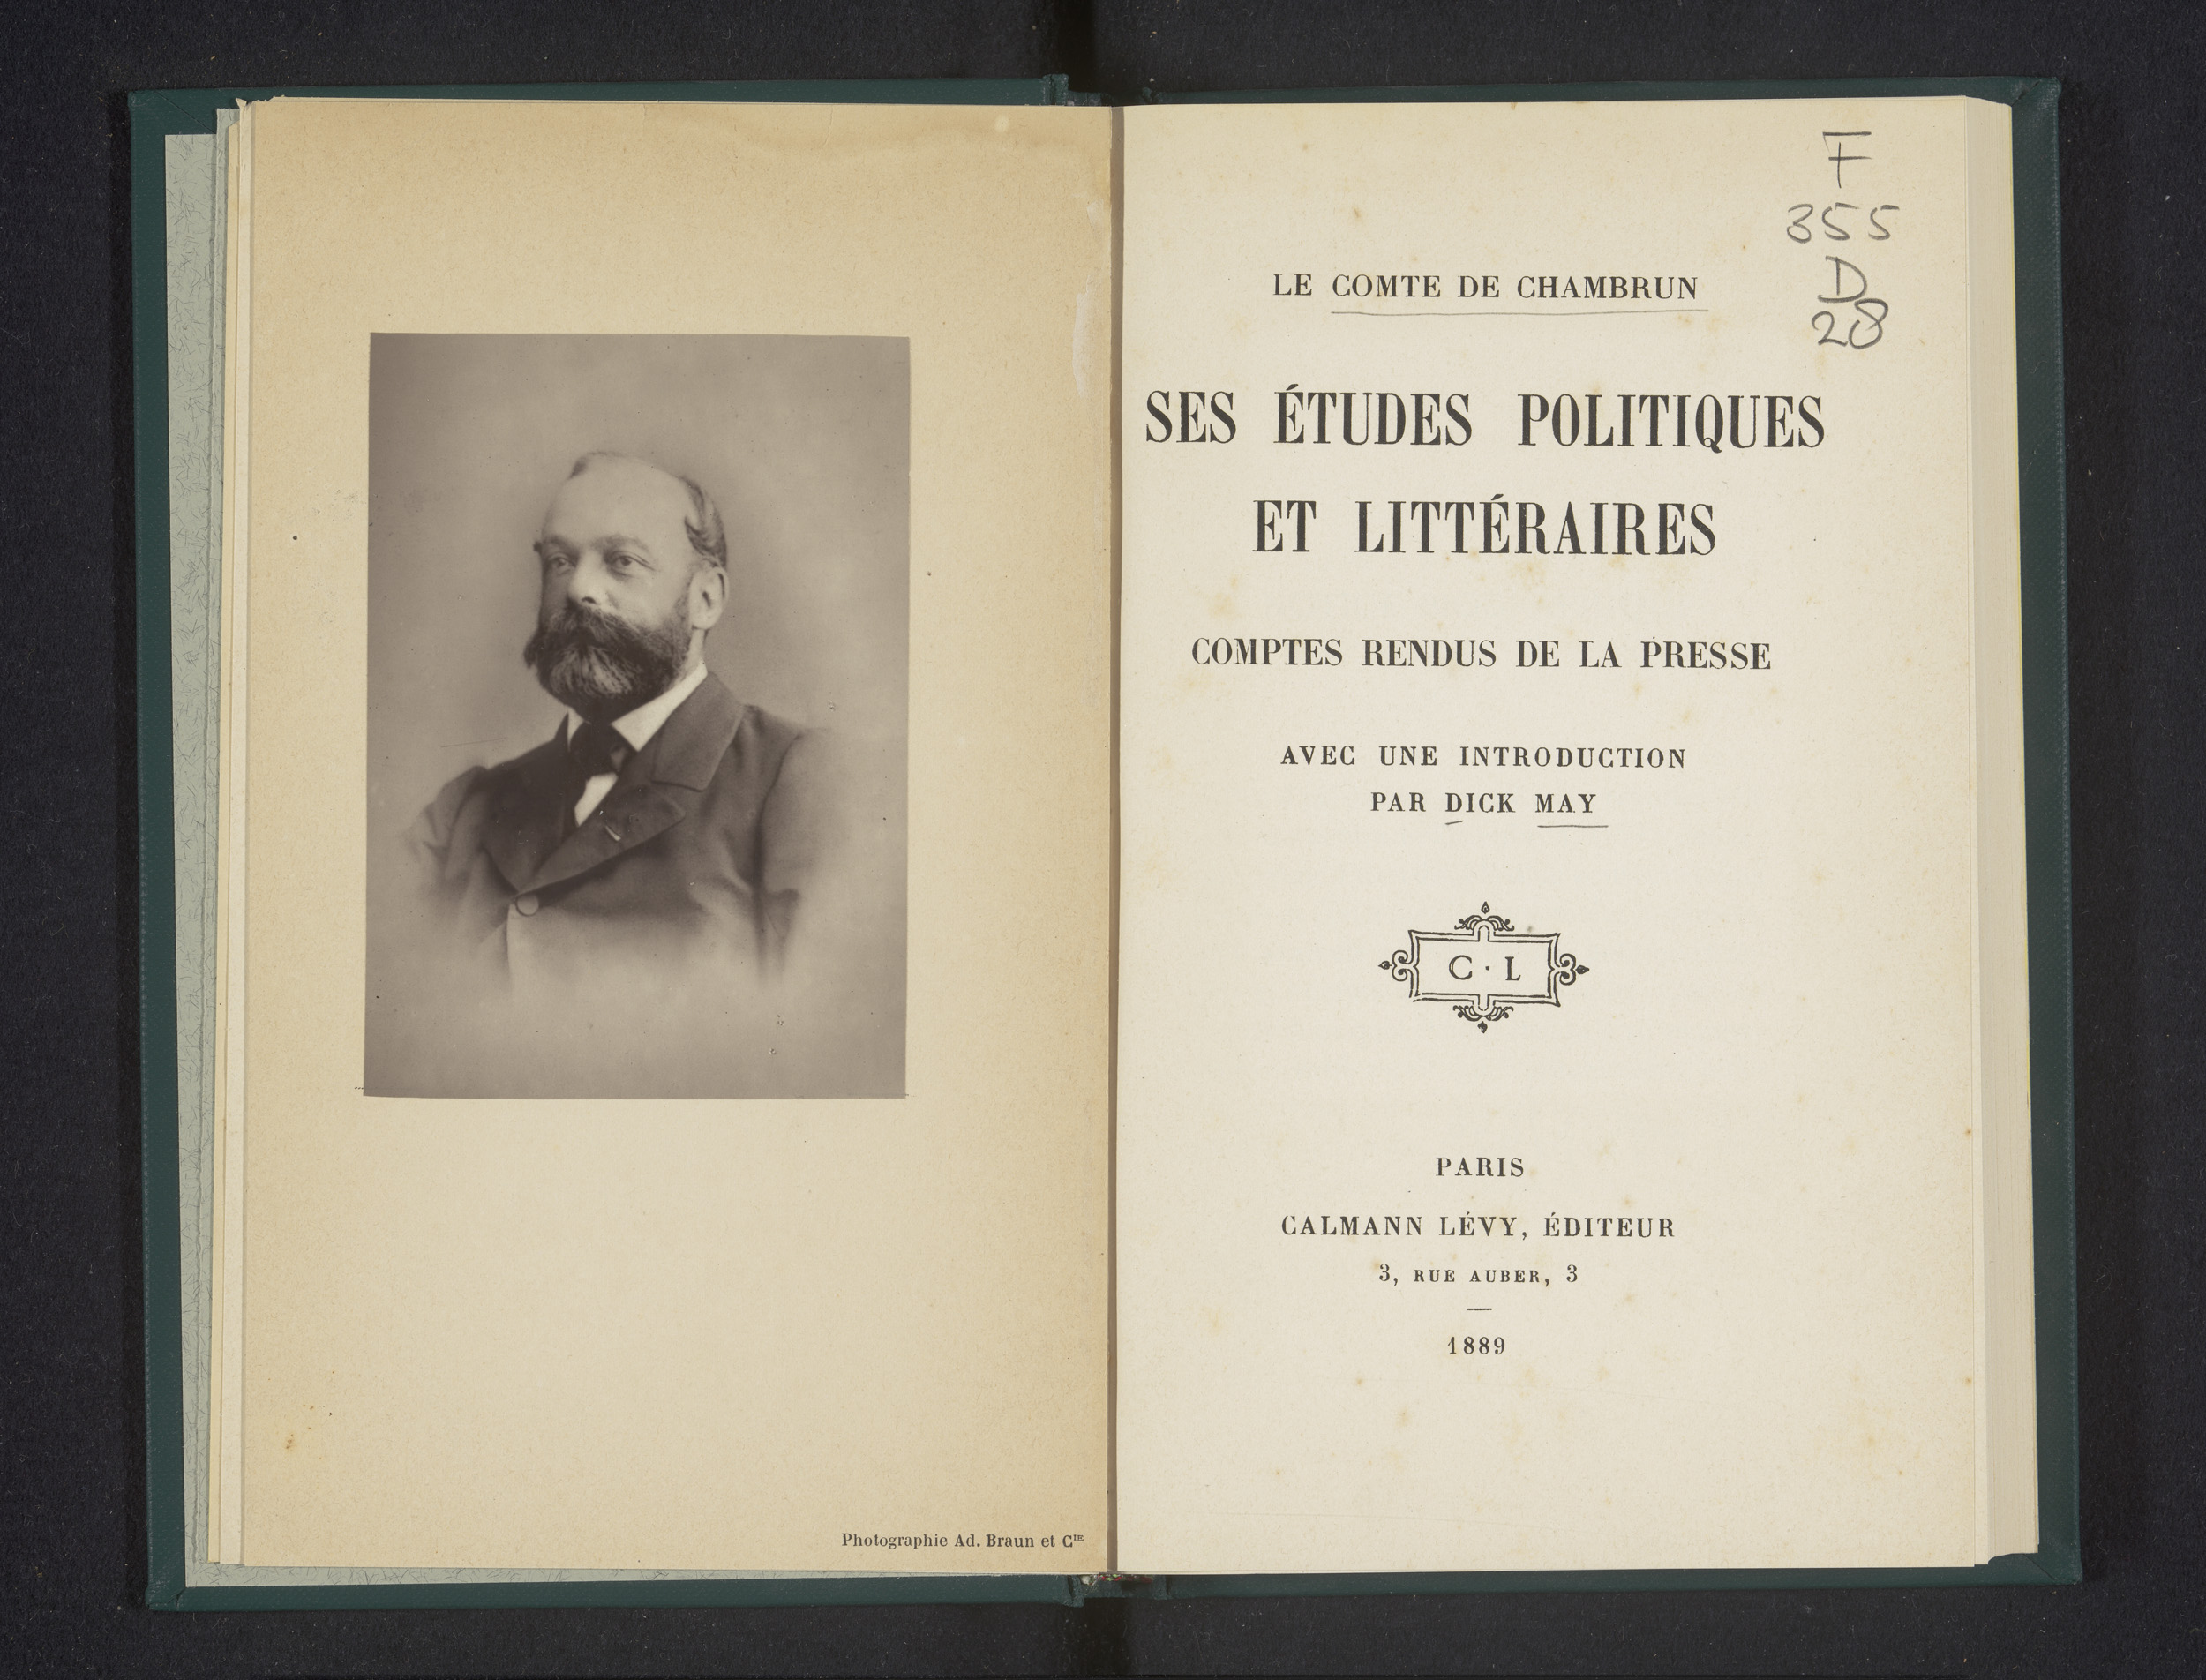 Photographie Ad. Braun et Cᴵᴱ
F
355
D
28
LE COMTE DE CHAMBRUN
SES ÉTUDES POLITIQUES
ET LITTÉRAIRES
COMPTES RENDUS DE LA PRESSE
AVEC UNE INTRODUCTION
PAR DICK MAY
C · L
PARIS
CALMANN LÉVY, ÉDITEUR
3, RUE AUBER, 3
1889